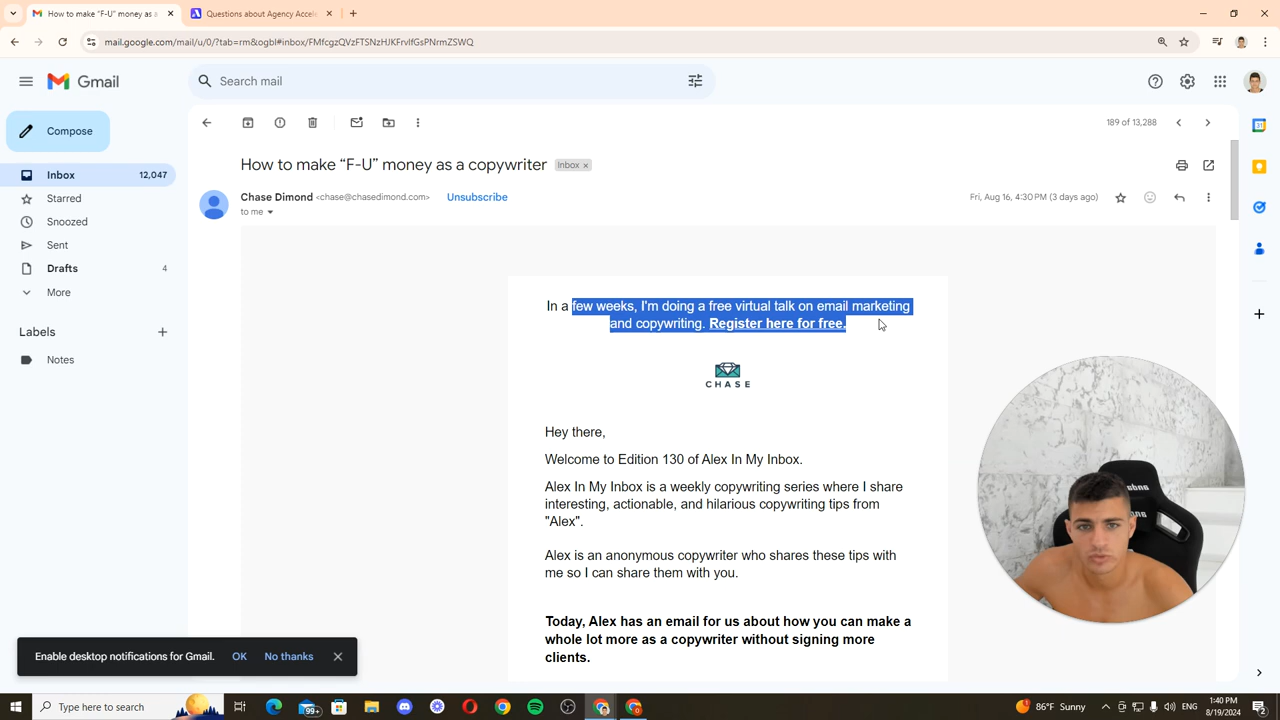 How to make “F-U” money as a
Questions about Agency Accele
mail.google.com/mail/u/0/?tab=rm&ogbl#inbox/FMfcgzQVzFTSNzHJKFrvlfGsPNrmZSWQ
Gmail
Search mail
Compose
189 of 13,288
How to make “F-U” money as a copywriter
Inbox ×
Inbox 12,047
Chase Dimond <chase@chasedimond.com> Unsubscribe
Fri, Aug 16, 4:30 PM (3 days ago)
to me
Starred
Snoozed
Sent
Drafts 4
More
Labels
Notes
In a few weeks, I'm doing a free virtual talk on email marketing
and copywriting. Register here for free.
CHASE
Hey there,
Welcome to Edition 130 of Alex In My Inbox.
Alex In My Inbox is a weekly copywriting series where I share
interesting, actionable, and hilarious copywriting tips from
"Alex".
Alex is an anonymous copywriter who shares these tips with
me so I can share them with you.
Today, Alex has an email for us about how you can make a
whole lot more as a copywriter without signing more
clients.
Enable desktop notifications for Gmail. OK No thanks
Type here to search
99+
86°F Sunny
ENG
1:40 PM
8/19/2024